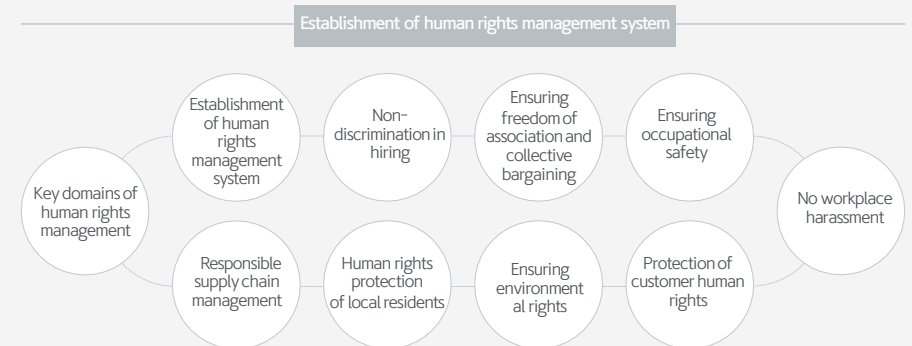 Establishment of human rights management system
Key domains of
human rights
management
Establishment
of human
rights
management
system
Non-
discrimination in
hiring
Ensuring
freedom of
association and
collective
bargaining
Ensuring
occupational
safety
No workplace
harassment
Responsible
supply chain
management
Human rights
protection
of local residents
Ensuring
environment
al rights
Protection of
customer human
rights